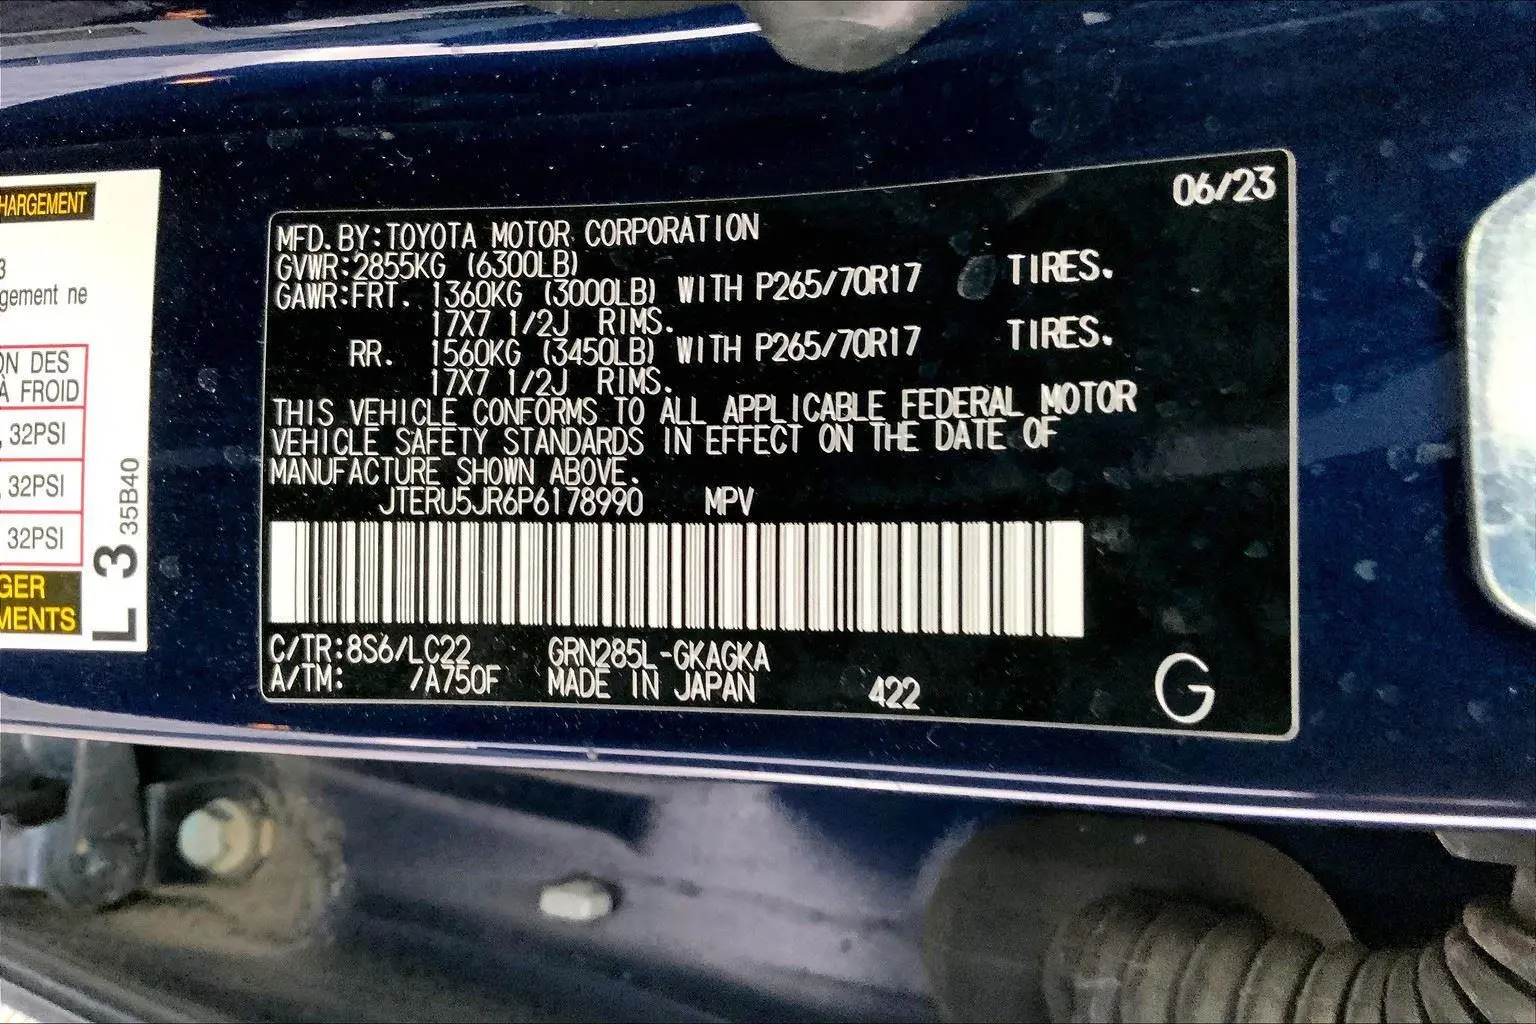 HARGEMENT
3
gement ne
ON DES
À FROID
, 32PSI
, 32PSI
32PSI
GER
MENTS
L 3 35B40
06/23
MFD.BY:TOYOTA MOTOR CORPORATION
GVWR:2855KG (6300LB)
GAWR:FRT. 1360KG (3000LB) WITH P265/70R17 TIRES.
17X7 1/2J RIMS.
RR. 1560KG (3450LB) WITH P265/70R17 TIRES.
17X7 1/2J RIMS.
THIS VEHICLE CONFORMS TO ALL APPLICABLE FEDERAL MOTOR
VEHICLE SAFETY STANDARDS IN EFFECT ON THE DATE OF
MANUFACTURE SHOWN ABOVE.
JTERU5JR6P6178990 MPV
C/TR:8S6/LC22 GRN285L-GKAGKA
A/TM: /A750F MADE IN JAPAN 422 G